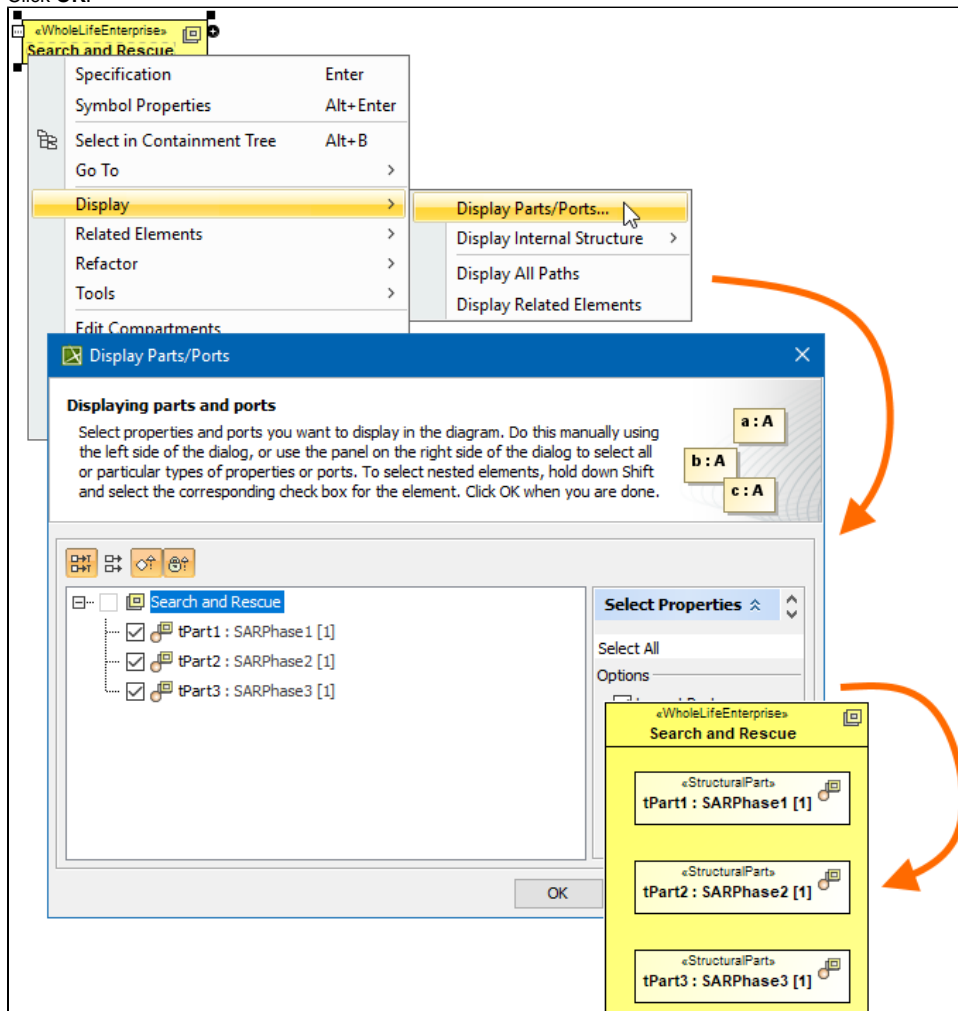 Click OK.
«WholeLifeEnterprise»
Search and Rescue
Specification Enter
Symbol Properties Alt+Enter
Select in Containment Tree Alt+B
Go To >
Display >
Display Parts/Ports...
Related Elements >
Display Internal Structure >
Refactor >
Display All Paths
Tools >
Display Related Elements
Edit Compartments
Display Parts/Ports
Displaying parts and ports
Select properties and ports you want to display in the diagram. Do this manually using
the left side of the dialog, or use the panel on the right side of the dialog to select all
or particular types of properties or ports. To select nested elements, hold down Shift
and select the corresponding check box for the element. Click OK when you are done.
a : A
b : A
c : A
Search and Rescue
tPart1 : SARPhase1 [1]
tPart2 : SARPhase2 [1]
tPart3 : SARPhase3 [1]
Select Properties
Select All
Options
«WholeLifeEnterprise»
Search and Rescue
«StructuralPart»
tPart1 : SARPhase1 [1]
«StructuralPart»
tPart2 : SARPhase2 [1]
«StructuralPart»
tPart3 : SARPhase3 [1]
OK